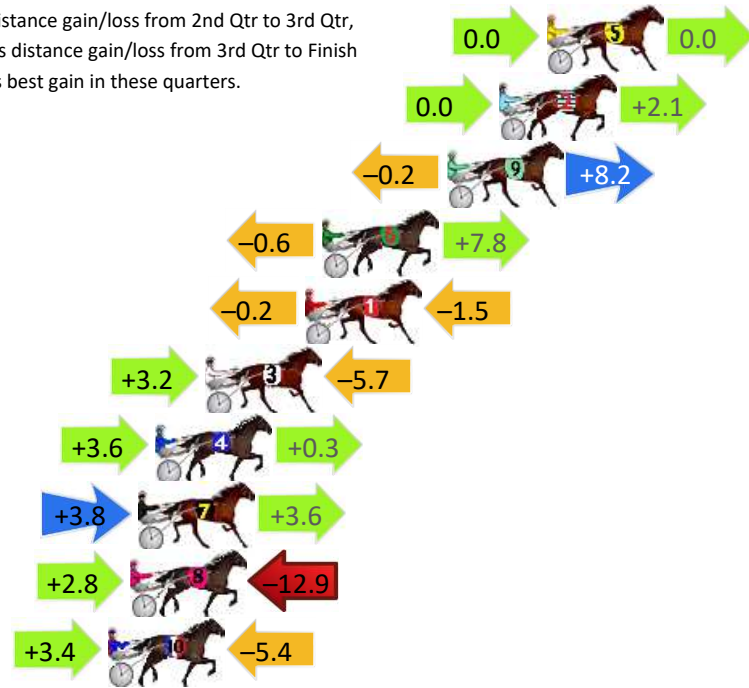 istance gain/loss from 2nd Qtr to 3rd Qtr,
s distance gain/loss from 3rd Qtr to Finish
s best gain in these quarters.
0.0 5 0.0
0.0 2 +2.1
–0.2 9 +8.2
–0.6 6 +7.8
–0.2 1 –1.5
+3.2 3 –5.7
+3.6 4 +0.3
+3.8 7 +3.6
+2.8 8 –12.9
+3.4 10 –5.4